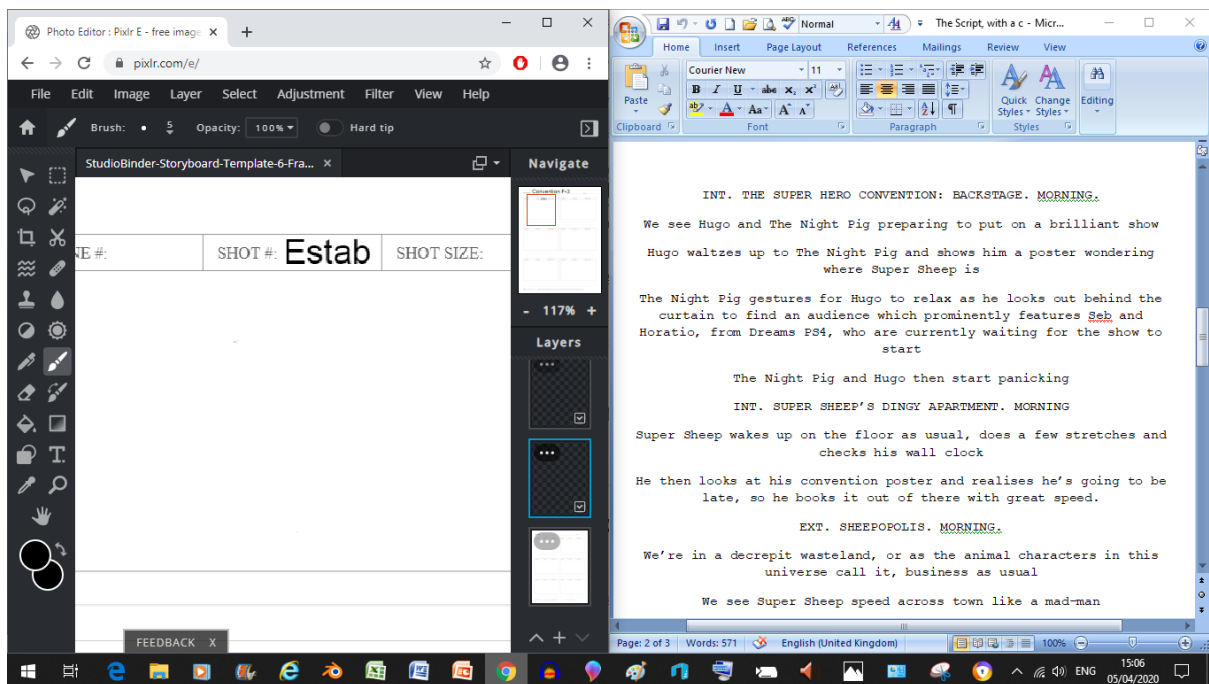 Photo Editor : Pixlr E - free image
pixlr.com/e/
File Edit Image Layer Select Adjustment Filter View Help
Brush: 5 Opacity: 100% Hard tip
StudioBinder-Storyboard-Template-6-Fra...
Navigate
NE #: SHOT #: Estab SHOT SIZE:
- 117% +
Layers
FEEDBACK X
Normal The Script, with a c - Micr...
Home Insert Page Layout References Mailings Review View
Courier New 11
Paste
Quick Styles
Change Styles
Editing
Clipboard Font Paragraph Styles
INT. THE SUPER HERO CONVENTION: BACKSTAGE. MORNING.
We see Hugo and The Night Pig preparing to put on a brilliant show
Hugo waltzes up to The Night Pig and shows him a poster wondering
where Super Sheep is
The Night Pig gestures for Hugo to relax as he looks out behind the
curtain to find an audience which prominently features Seb and
Horatio, from Dreams PS4, who are currently waiting for the show to
start
The Night Pig and Hugo then start panicking
INT. SUPER SHEEP'S DINGY APARTMENT. MORNING
Super Sheep wakes up on the floor as usual, does a few stretches and
checks his wall clock
He then looks at his convention poster and realises he's going to be
late, so he books it out of there with great speed.
EXT. SHEEPOPOLIS. MORNING.
We're in a decrepit wasteland, or as the animal characters in this
universe call it, business as usual
We see Super Sheep speed across town like a mad-man
Page: 2 of 3 Words: 571 English (United Kingdom) 100%
ENG 15:06
05/04/2020